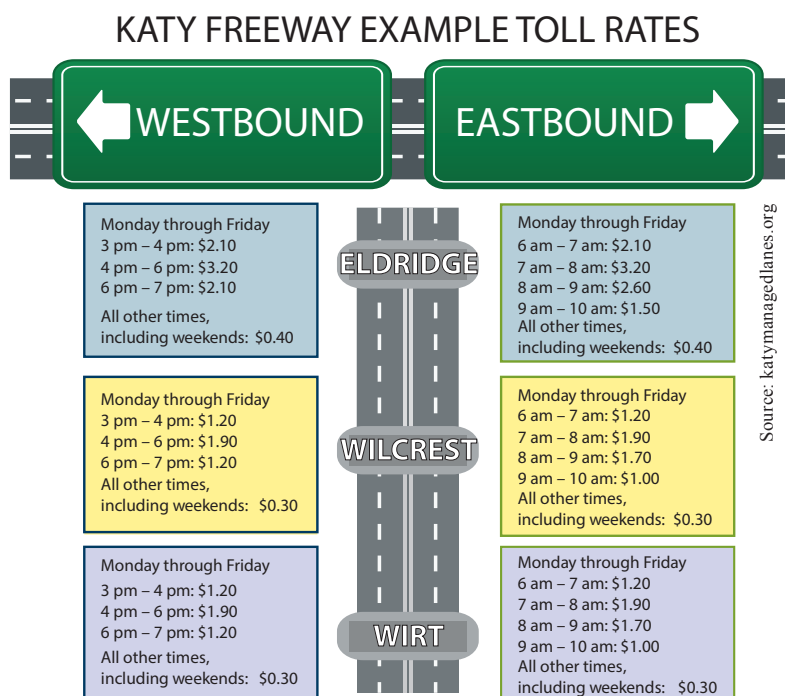 KATY FREEWAY EXAMPLE TOLL RATES
WESTBOUND
EASTBOUND
Monday through Friday
3 pm – 4 pm: $2.10
4 pm – 6 pm: $3.20
6 pm – 7 pm: $2.10
All other times,
including weekends: $0.40
ELDRIDGE
Monday through Friday
6 am – 7 am: $2.10
7 am – 8 am: $3.20
8 am – 9 am: $2.60
9 am – 10 am: $1.50
All other times,
including weekends: $0.40
Monday through Friday
3 pm – 4 pm: $1.20
4 pm – 6 pm: $1.90
6 pm – 7 pm: $1.20
All other times,
including weekends: $0.30
WILCREST
Monday through Friday
6 am – 7 am: $1.20
7 am – 8 am: $1.90
8 am – 9 am: $1.70
9 am – 10 am: $1.00
All other times,
including weekends: $0.30
Monday through Friday
3 pm – 4 pm: $1.20
4 pm – 6 pm: $1.90
6 pm – 7 pm: $1.20
All other times,
including weekends: $0.30
WIRT
Monday through Friday
6 am – 7 am: $1.20
7 am – 8 am: $1.90
8 am – 9 am: $1.70
9 am – 10 am: $1.00
All other times,
including weekends: $0.30
Source: katymanagedlanes.org